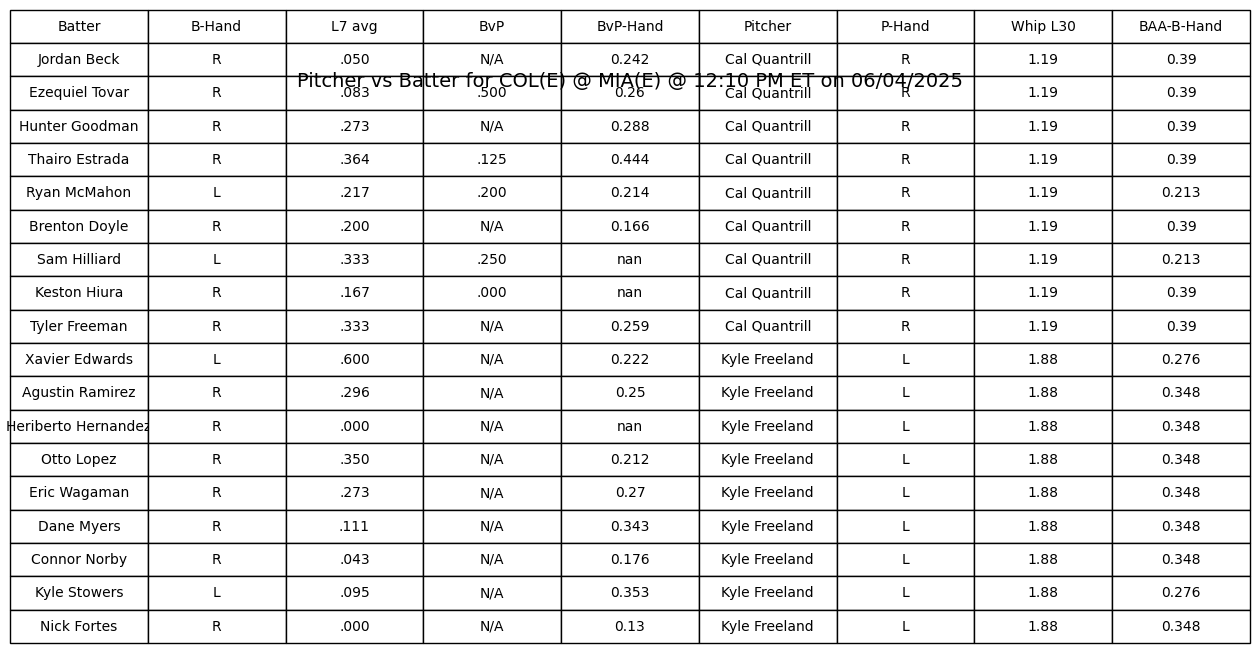 Batter B-Hand L7 avg BvP BvP-Hand Pitcher P-Hand Whip L30 BAA-B-Hand
Jordan Beck R .050 N/A 0.242 Cal Quantrill R 1.19 0.39
Pitcher vs Batter for COL(E) @ MIA(E) @ 12:10 PM ET on 06/04/2025
Ezequiel Tovar R .083 .500 0.26 Cal Quantrill R 1.19 0.39
Hunter Goodman R .273 N/A 0.288 Cal Quantrill R 1.19 0.39
Thairo Estrada R .364 .125 0.444 Cal Quantrill R 1.19 0.39
Ryan McMahon L .217 .200 0.214 Cal Quantrill R 1.19 0.213
Brenton Doyle R .200 N/A 0.166 Cal Quantrill R 1.19 0.39
Sam Hilliard L .333 .250 nan Cal Quantrill R 1.19 0.213
Keston Hiura R .167 .000 nan Cal Quantrill R 1.19 0.39
Tyler Freeman R .333 N/A 0.259 Cal Quantrill R 1.19 0.39
Xavier Edwards L .600 N/A 0.222 Kyle Freeland L 1.88 0.276
Agustin Ramirez R .296 N/A 0.25 Kyle Freeland L 1.88 0.348
Heriberto Hernandez R .000 N/A nan Kyle Freeland L 1.88 0.348
Otto Lopez R .350 N/A 0.212 Kyle Freeland L 1.88 0.348
Eric Wagaman R .273 N/A 0.27 Kyle Freeland L 1.88 0.348
Dane Myers R .111 N/A 0.343 Kyle Freeland L 1.88 0.348
Connor Norby R .043 N/A 0.176 Kyle Freeland L 1.88 0.348
Kyle Stowers L .095 N/A 0.353 Kyle Freeland L 1.88 0.276
Nick Fortes R .000 N/A 0.13 Kyle Freeland L 1.88 0.348